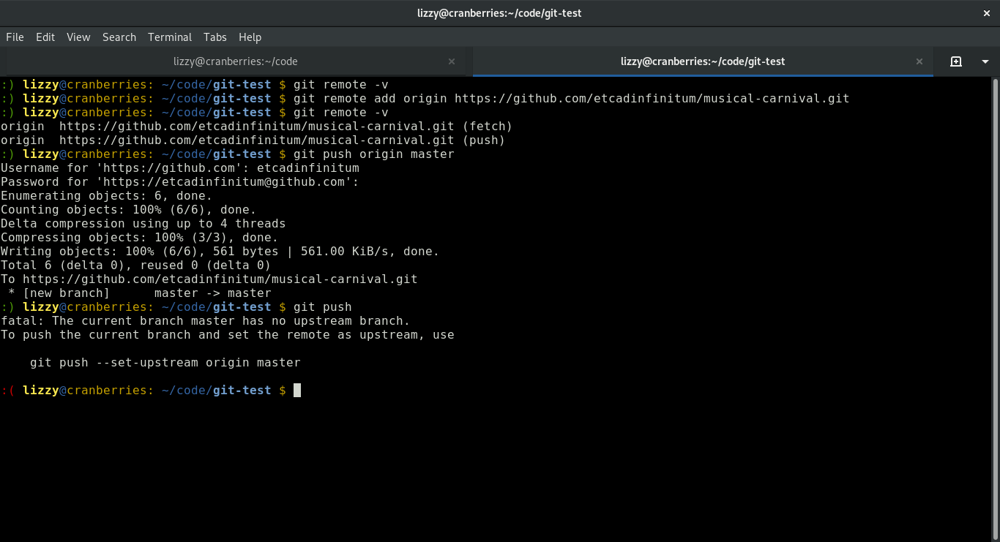 lizzy@cranberries:~/code/git-test
File Edit View Search Terminal Tabs Help
lizzy@cranberries:~/code
lizzy@cranberries:~/code/git-test
:) lizzy@cranberries: ~/code/git-test $ git remote -v
:) lizzy@cranberries: ~/code/git-test $ git remote add origin https://github.com/etcadinfinitum/musical-carnival.git
:) lizzy@cranberries: ~/code/git-test $ git remote -v
origin  https://github.com/etcadinfinitum/musical-carnival.git (fetch)
origin  https://github.com/etcadinfinitum/musical-carnival.git (push)
:) lizzy@cranberries: ~/code/git-test $ git push origin master
Username for 'https://github.com': etcadinfinitum
Password for 'https://etcadinfinitum@github.com':
Enumerating objects: 6, done.
Counting objects: 100% (6/6), done.
Delta compression using up to 4 threads
Compressing objects: 100% (3/3), done.
Writing objects: 100% (6/6), 561 bytes | 561.00 KiB/s, done.
Total 6 (delta 0), reused 0 (delta 0)
To https://github.com/etcadinfinitum/musical-carnival.git
 * [new branch]      master -> master
:) lizzy@cranberries: ~/code/git-test $ git push
fatal: The current branch master has no upstream branch.
To push the current branch and set the remote as upstream, use

    git push --set-upstream origin master

:( lizzy@cranberries: ~/code/git-test $